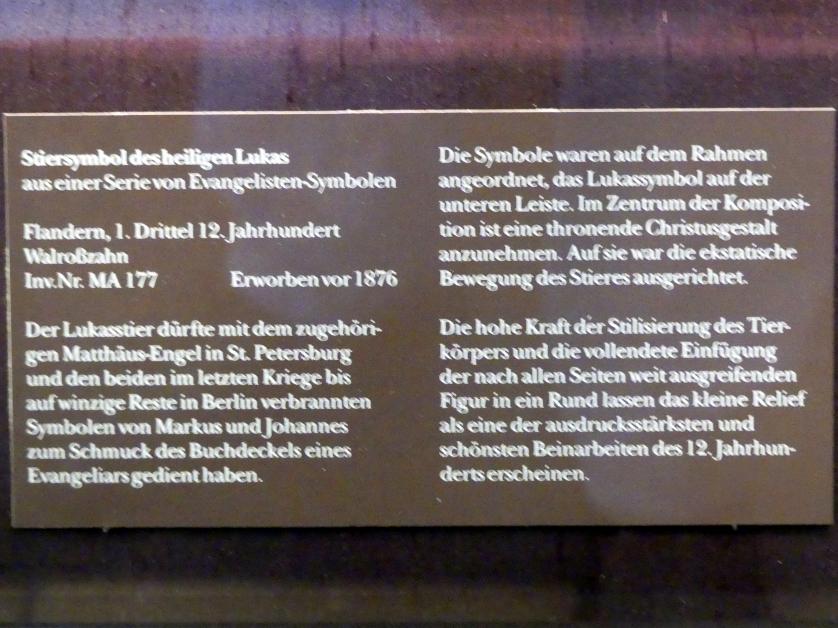 Stiersymbol des heiligen Lukas
aus einer Serie von Evangelisten-Symbolen
Flandern, 1. Drittel 12. Jahrhundert
Walroßzahn
Inv.Nr. MA 177 Erworben vor 1876
Der Lukasstier dürfte mit dem zugehöri-
gen Matthäus-Engel in St. Petersburg
und den beiden im letzten Kriege bis
auf winzige Reste in Berlin verbrannten
Symbolen von Markus und Johannes
zum Schmuck des Buchdeckels eines
Evangeliars gedient haben.
Die Symbole waren auf dem Rahmen
angeordnet, das Lukassymbol auf der
unteren Leiste. Im Zentrum der Komposi-
tion ist eine thronende Christusgestalt
anzunehmen. Auf sie war die ekstatische
Bewegung des Stieres ausgerichtet.
Die hohe Kraft der Stilisierung des Tier-
körpers und die vollendete Einfügung
der nach allen Seiten weit ausgreifenden
Figur in ein Rund lassen das kleine Relief
als eine der ausdrucksstärksten und
schönsten Beinarbeiten des 12. Jahrhun-
derts erscheinen.